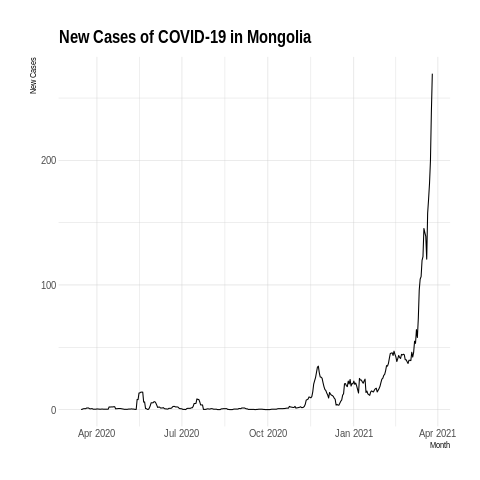 New Cases of COVID-19 in Mongolia
New Cases
200
100
0
Apr 2020 Jul 2020 Oct 2020 Jan 2021 Apr 2021
Month